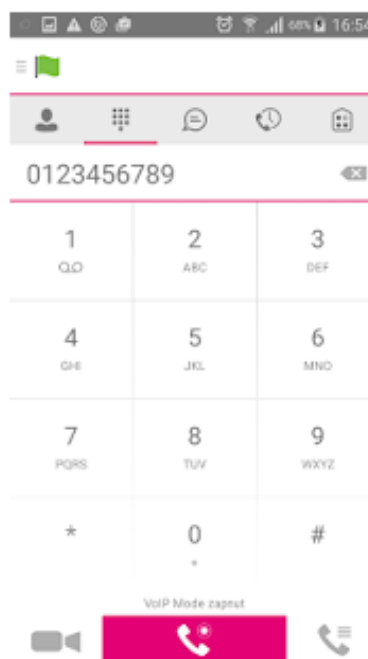 68% 16:54
0123456789
1 2 3
ABC DEF
4 5 6
GHI JKL MNO
7 8 9
PQRS TUV WXYZ
* 0 #
+
VoIP Mode zapnut